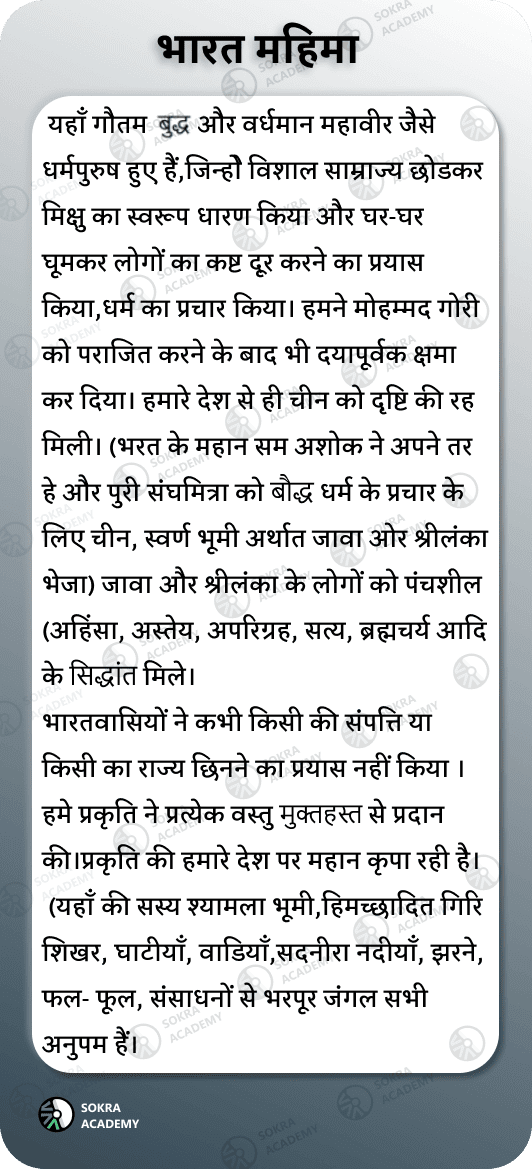 भारत महिमा
यहाँ गौतम बुद्ध और वर्धमान महावीर जैसे
धर्मपुरुष हुए हैं,जिन्होंे विशाल साम्राज्य छोडकर
मिक्षु का स्वरूप धारण किया और घर-घर
घूमकर लोगों का कष्ट दूर करने का प्रयास
किया,धर्म का प्रचार किया। हमने मोहम्मद गोरी
को पराजित करने के बाद भी दयापूर्वक क्षमा
कर दिया। हमारे देश से ही चीन को दृष्टि की रह
मिली। (भरत के महान सम अशोक ने अपने तर
हे और पुरी संघमित्रा को बौद्ध धर्म के प्रचार के
लिए चीन, स्वर्ण भूमी अर्थात जावा ओर श्रीलंका
भेजा) जावा और श्रीलंका के लोगों को पंचशील
(अहिंसा, अस्तेय, अपरिग्रह, सत्य, ब्रह्मचर्य आदि
के सिद्धांत मिले।
भारतवासियों ने कभी किसी की संपत्ति या
किसी का राज्य छिनने का प्रयास नहीं किया ।
हमे प्रकृति ने प्रत्येक वस्तु मुक्तहस्त से प्रदान
की।प्रकृति की हमारे देश पर महान कृपा रही है।
(यहाँ की सस्य श्यामला भूमी,हिमच्छादित गिरि
शिखर, घाटीयाँ, वाडियाँ,सदनीरा नदीयाँ, झरने,
फल- फूल, संसाधनों से भरपूर जंगल सभी
अनुपम हैं।
SOKRA
ACADEMY